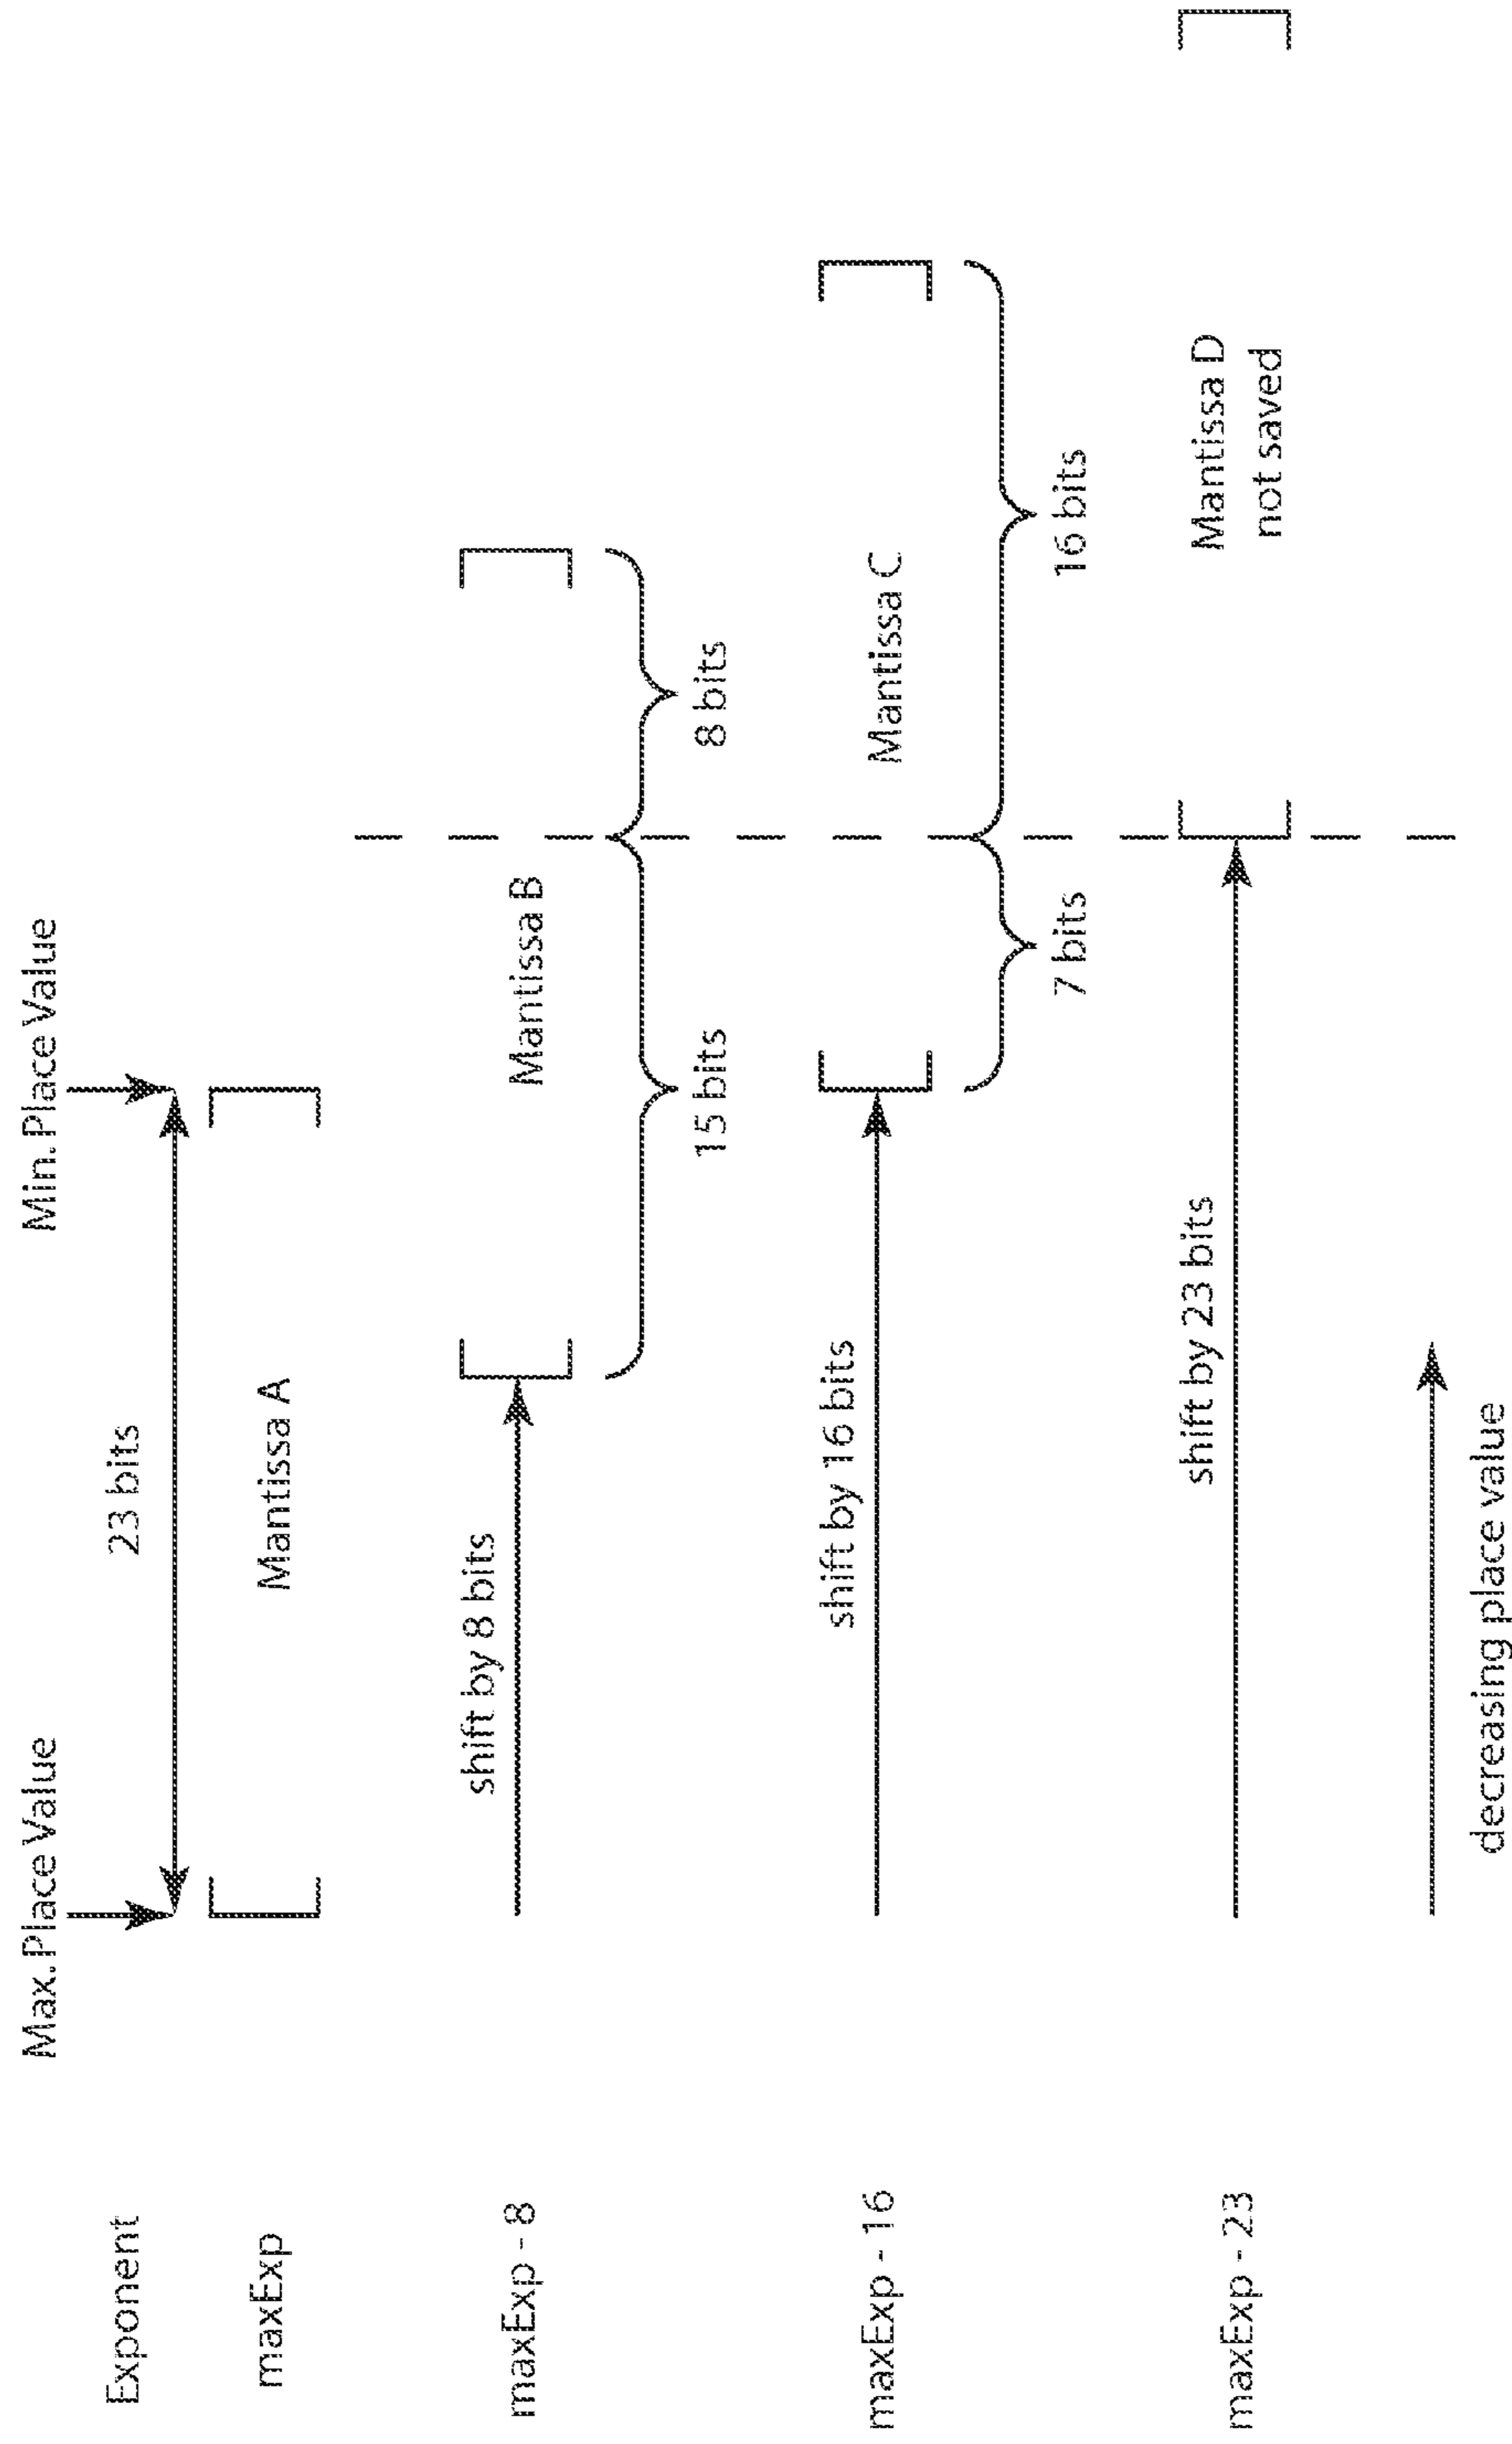 Max. Place Value
Min. Place Value
Exponent
23 bits
maxExp
Mantissa A
maxExp - 8
shift by 8 bits
Mantissa B
15 bits
8 bits
maxExp - 16
shift by 16 bits
Mantissa C
7 bits
16 bits
maxExp - 23
shift by 23 bits
Mantissa D
not saved
decreasing place value